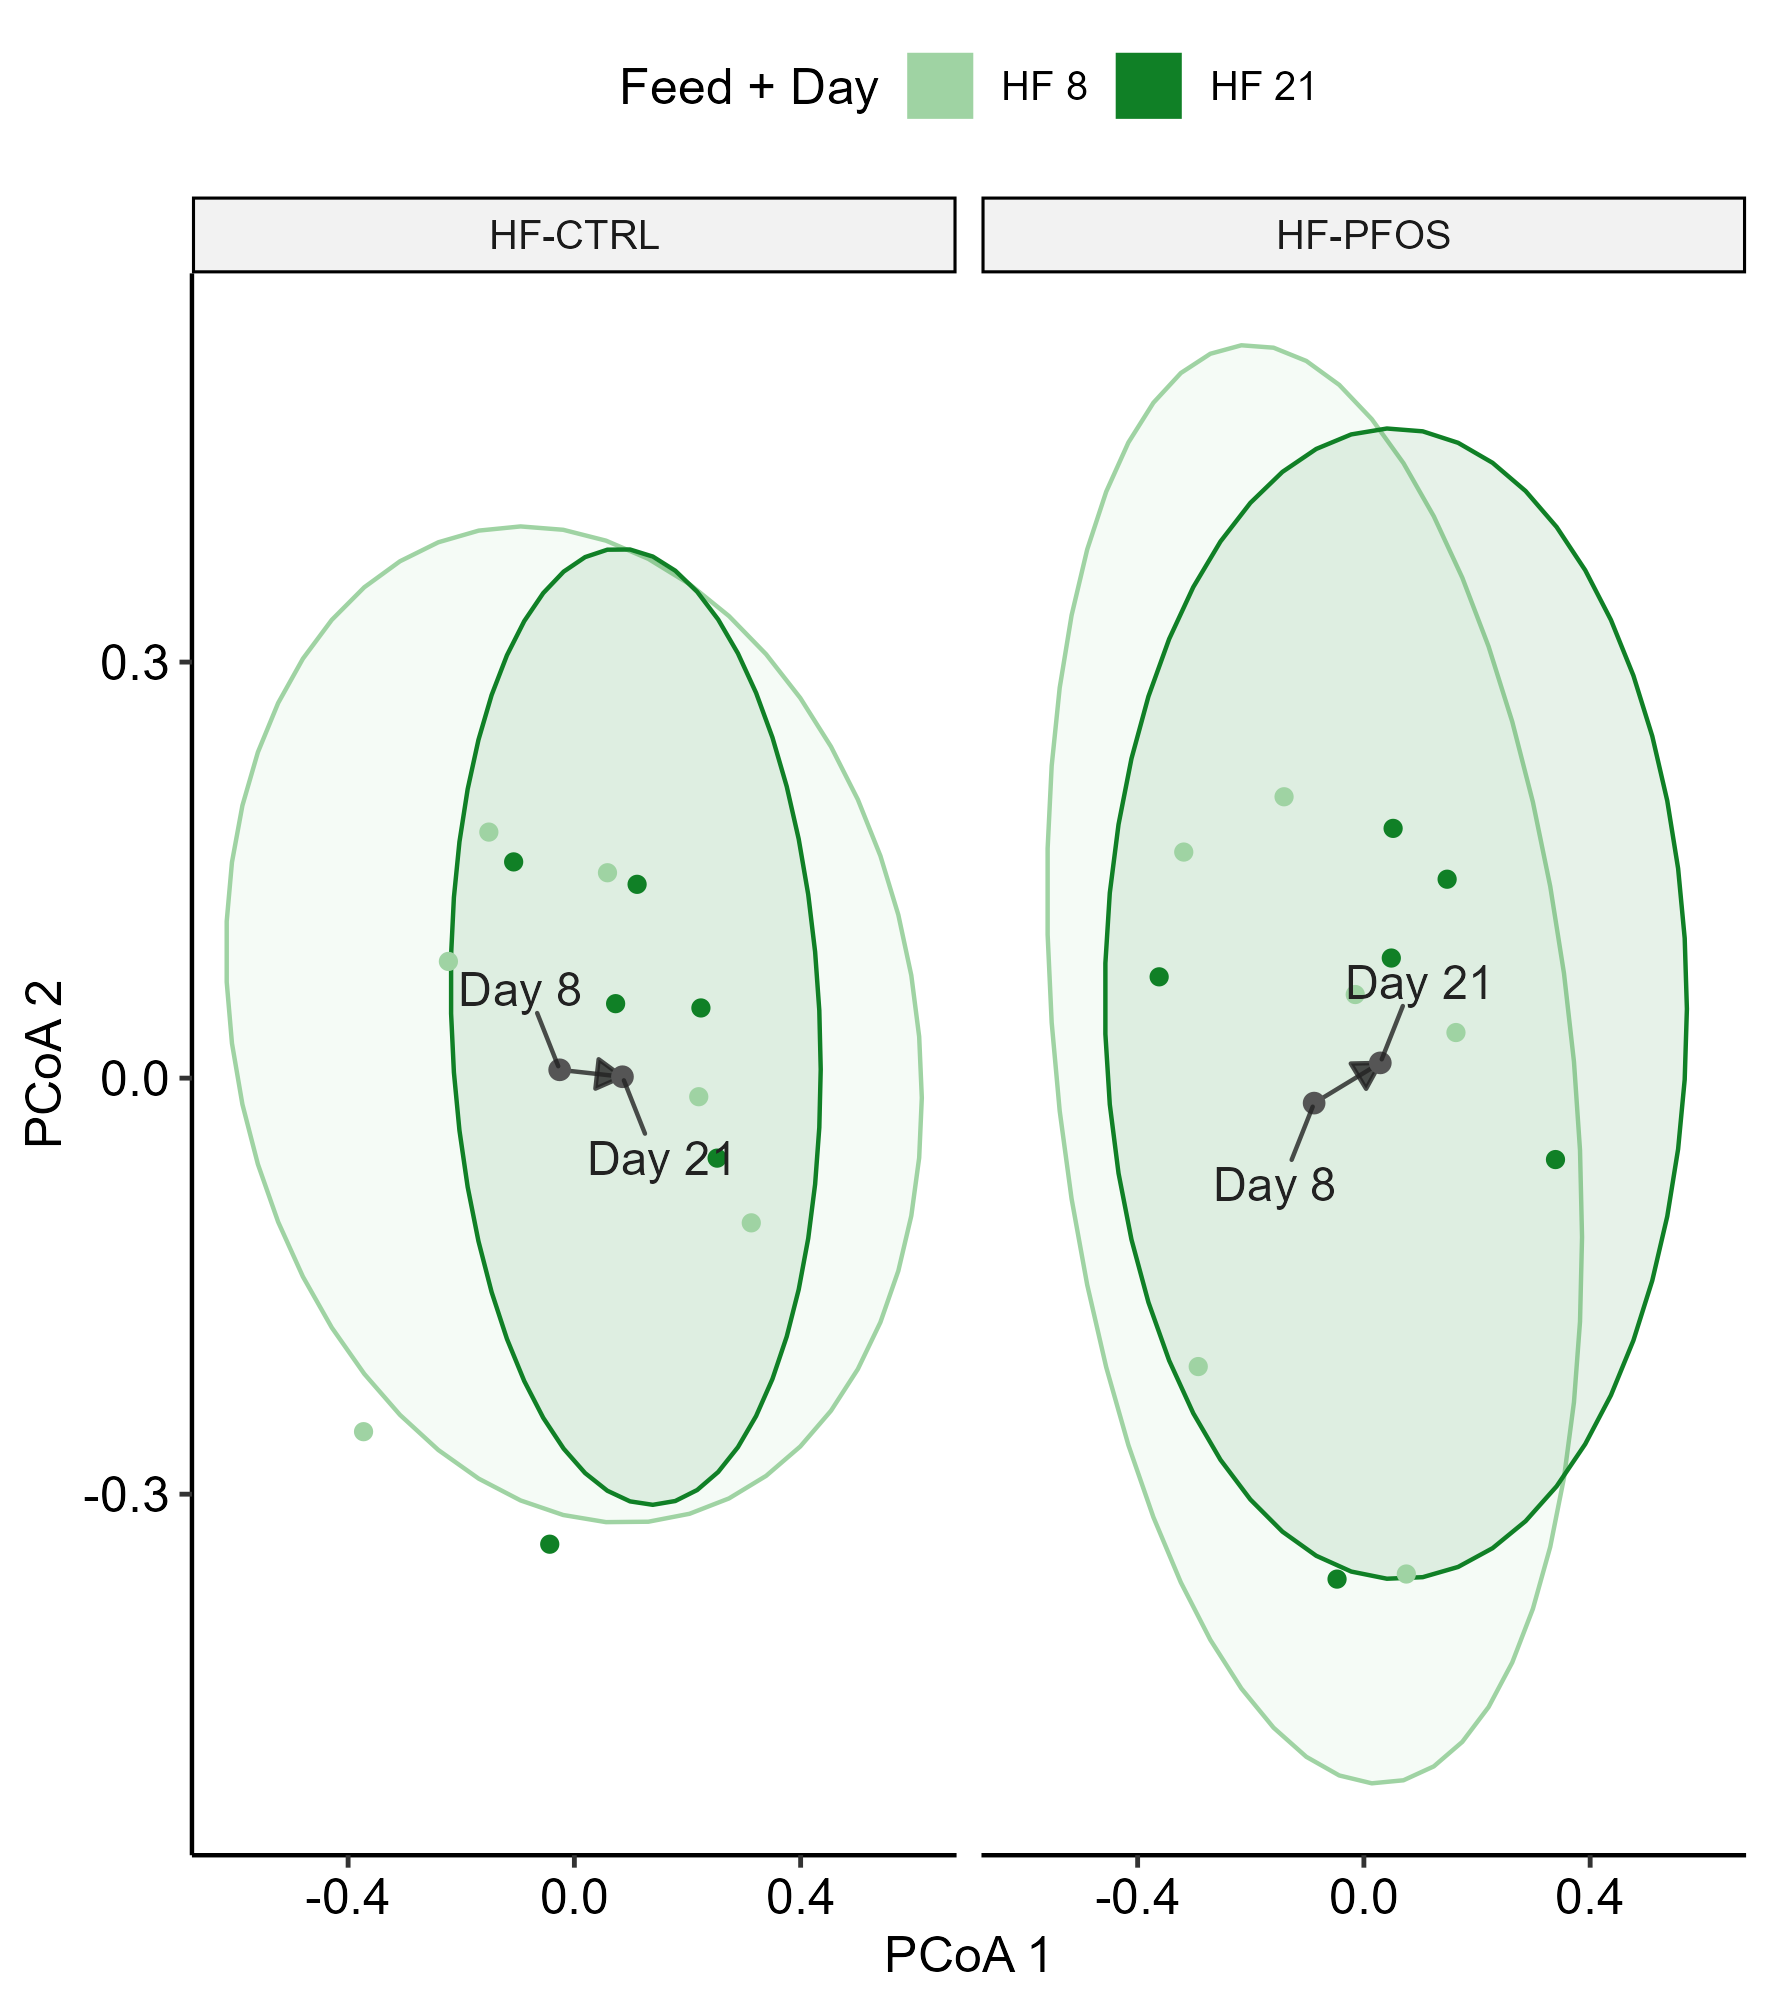 Feed + Day HF 8 HF 21
HF-CTRL HF-PFOS
0.3
0.0
-0.3
PCoA 2
Day 8
Day 21
Day 21
Day 8
-0.4 0.0 0.4 -0.4 0.0 0.4
PCoA 1